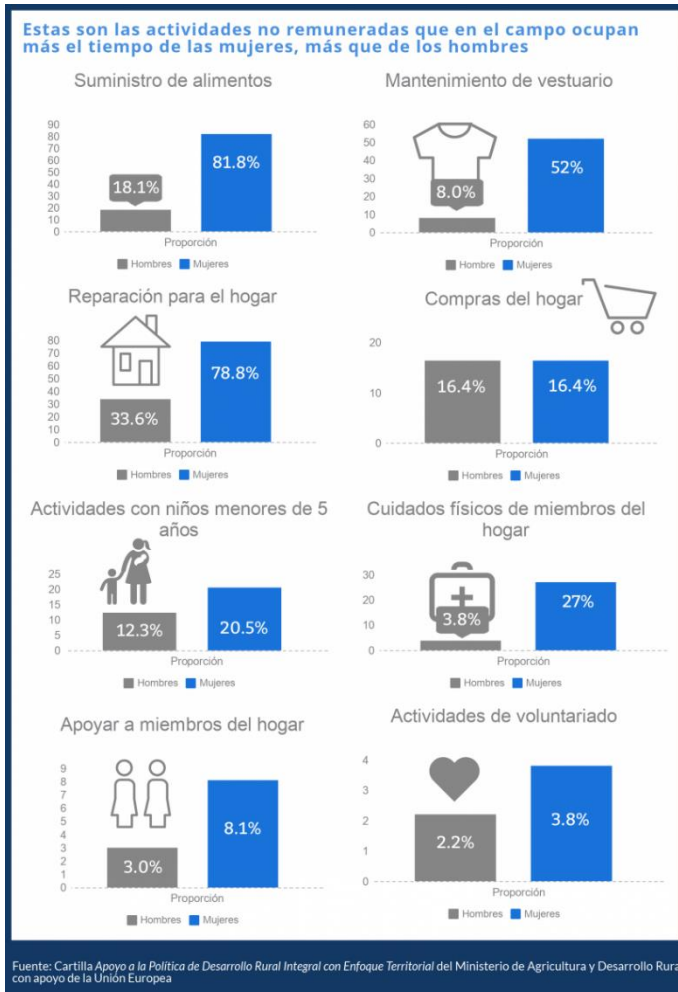 Estas son las actividades no remuneradas que en el campo ocupan
más el tiempo de las mujeres, más que de los hombres
Suministro de alimentos
90
80
70
60
50
40
30
20
10
0
18.1%
81.8%
Proporción
Hombres Mujeres
Mantenimiento de vestuario
60
50
40
30
20
10
0
8.0%
52%
Proporción
Hombre Mujeres
Reparación para el hogar
80
70
60
50
40
30
20
10
0
33.6%
78.8%
Proporción
Hombres Mujeres
Compras del hogar
20
10
0
16.4%
16.4%
Proporción
Hombres Mujeres
Actividades con niños menores de 5
años
25
20
15
10
5
0
12.3%
20.5%
Proporción
Hombres Mujeres
Cuidados físicos de miembros del
hogar
30
20
10
0
3.8%
27%
Proporción
Hombres Mujeres
Apoyar a miembros del hogar
9
8
7
6
5
4
3
2
1
0
3.0%
8.1%
Proporción
Hombres Mujeres
Actividades de voluntariado
4
3
2
1
0
2.2%
3.8%
Proporción
Hombres Mujeres
Fuente: Cartilla Apoyo a la Política de Desarrollo Rural Integral con Enfoque Territorial del Ministerio de Agricultura y Desarrollo Rura
con apoyo de la Unión Europea